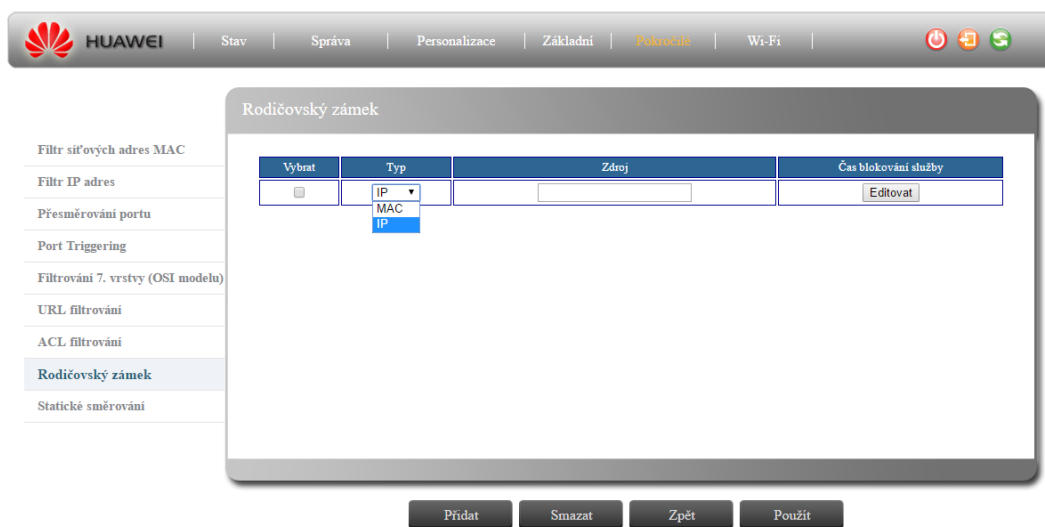 HUAWEI Stav Správa Personalizace Základní Pokročilé Wi-Fi
Rodičovský zámek
Filtr síťových adres MAC
Filtr IP adres
Přesměrování portu
Port Triggering
Filtrování 7. vrstvy (OSI modelu)
URL filtrování
ACL filtrování
Rodičovský zámek
Statické směrování
Vybrat Typ Zdroj Čas blokování služby
IP Editovat
MAC
IP
Přidat Smazat Zpět Použít